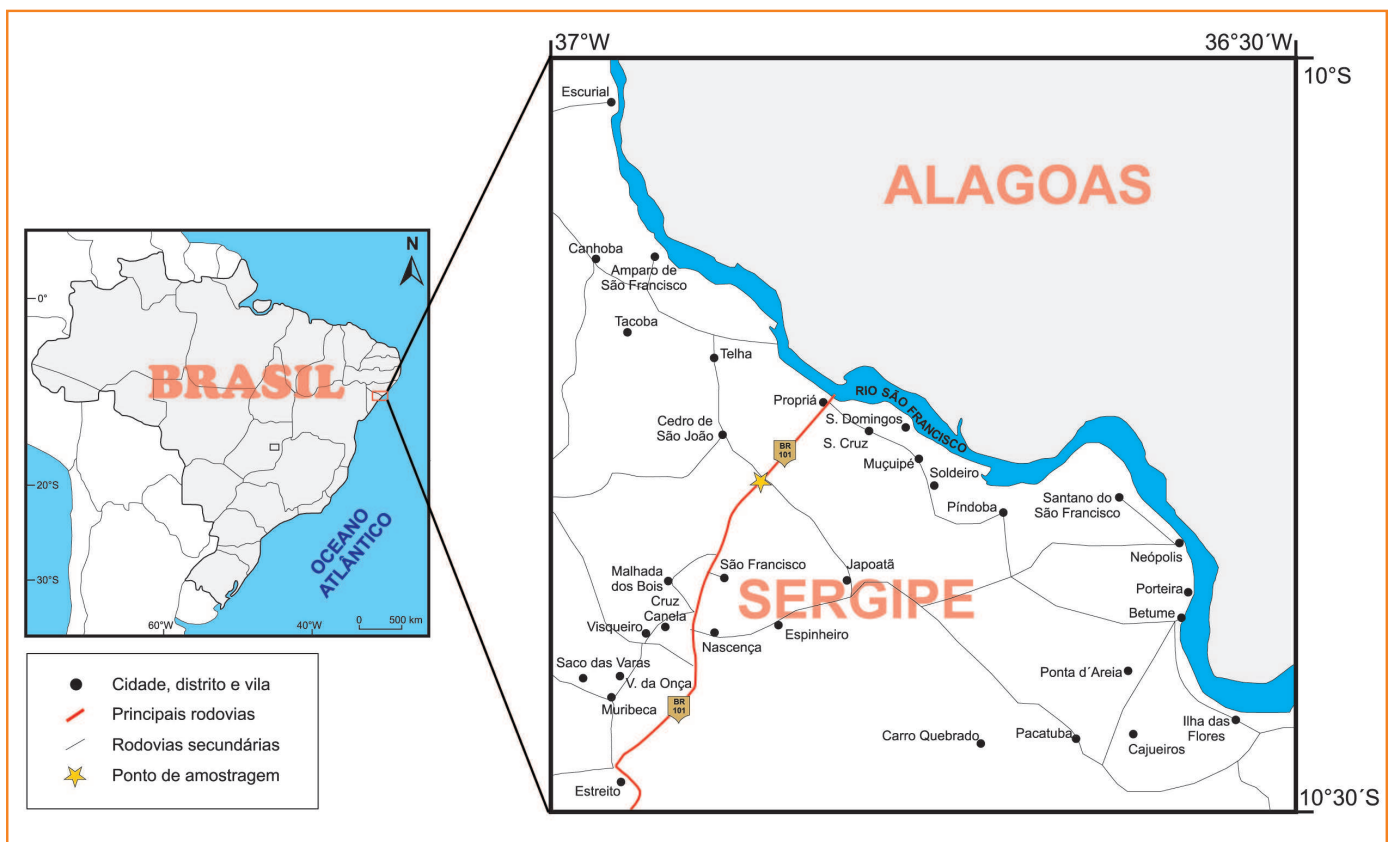 37°W
36°30´W
10°S
Escurial
ALAGOAS
Canhoba
Amparo de
São Francisco
Tacoba
Telha
Propriá
RIO SÃO FRANCISCO
S. Domingos
S. Cruz
Cedro de
São João
BR
101
Muçuipé
Soldeiro
Píndoba
Santano do
São Francisco
Neópolis
Malhada
dos Bois
São Francisco
Japoatã
SERGIPE
Porteira
Betume
Cruz
Canela
Visqueiro
Nascença
Espinheiro
Saco das Varas
V. da Onça
Muribeca
BR
101
Ponta d´Areia
Carro Quebrado
Pacatuba
Cajueiros
Ilha das
Flores
Estreito
10°30´S
N
0°
BRASIL
20°S
OCEANO
ATLÂNTICO
30°S
60°W
40°W
0 500 km
Cidade, distrito e vila
Principais rodovias
Rodovias secundárias
Ponto de amostragem